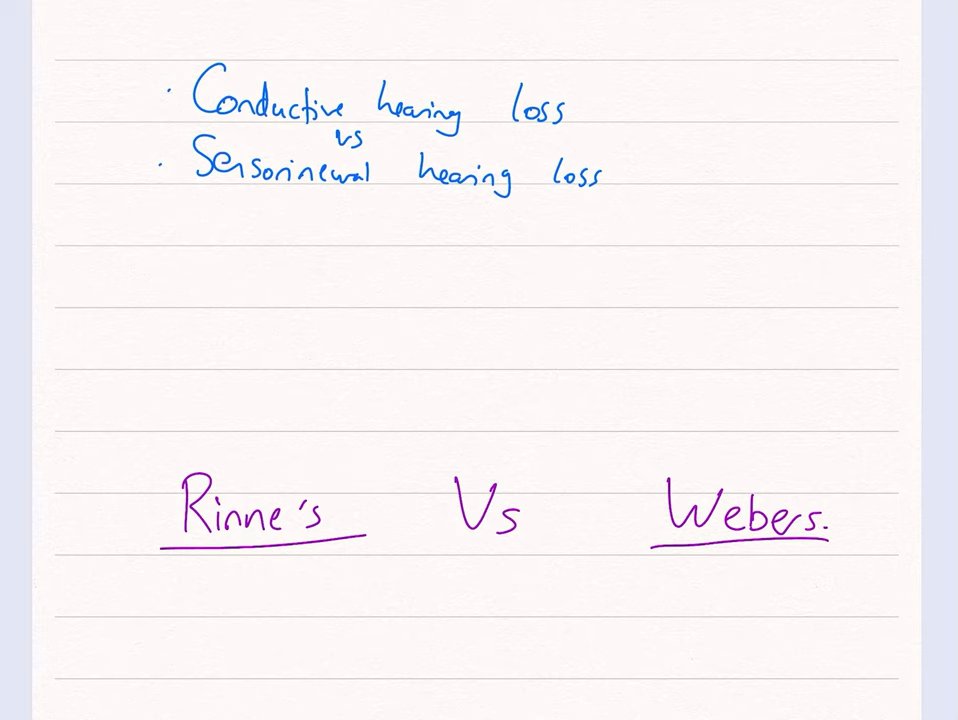 · Conductive hearing loss
vs
· Sensorineural hearing loss
Rinne's Vs Webers.